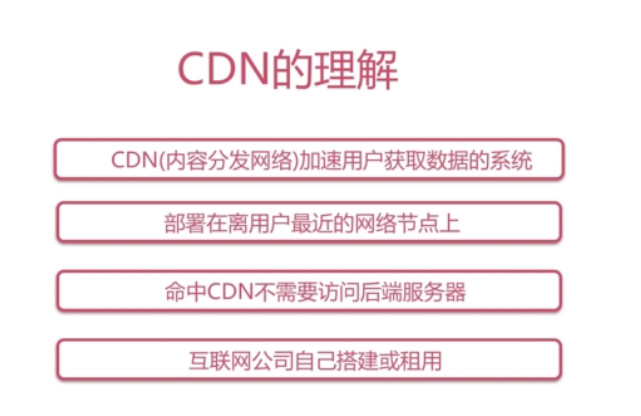 CDN的理解
CDN(内容分发网络)加速用户获取数据的系统
部署在离用户最近的网络节点上
命中CDN不需要访问后端服务器
互联网公司自己搭建或租用